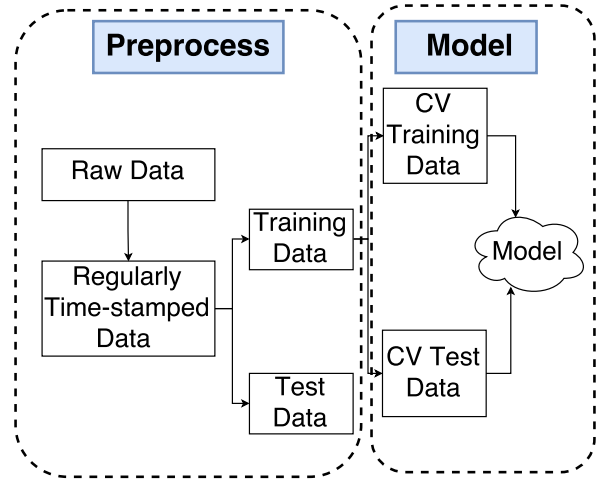 Preprocess
Raw Data
Regularly
Time-stamped
Data
Training
Data
Test
Data
Model
CV
Training
Data
CV Test
Data
Model